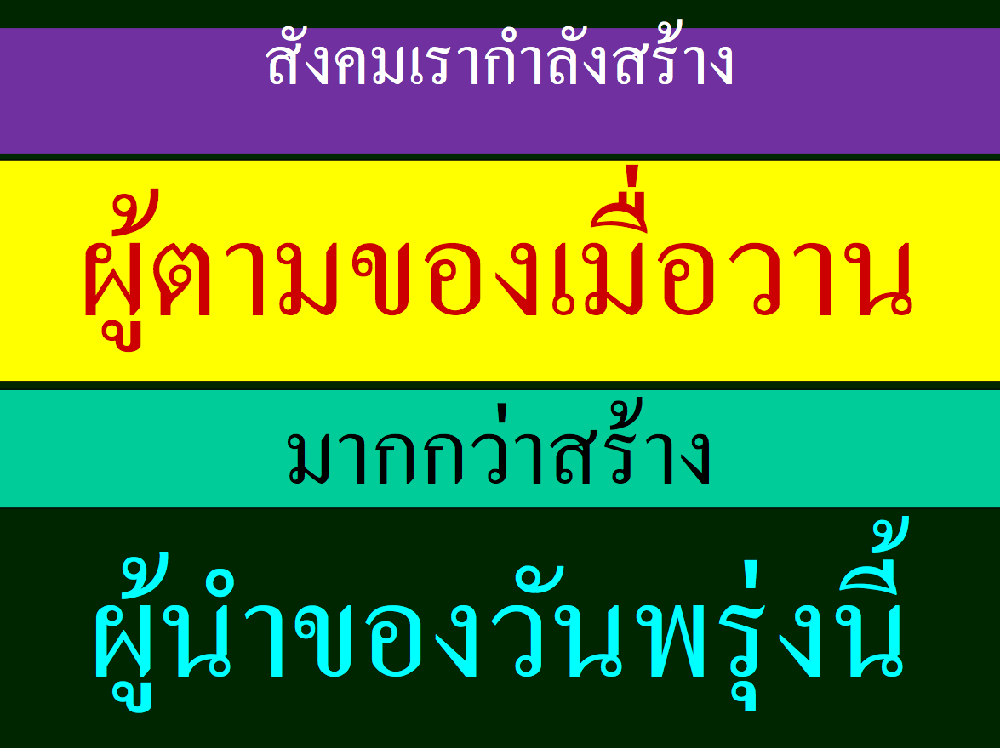 สังคมเรากำลังสร้าง
ผู้ตามของเมื่อวาน
มากกว่าสร้าง
ผู้นำของวันพรุ่งนี้